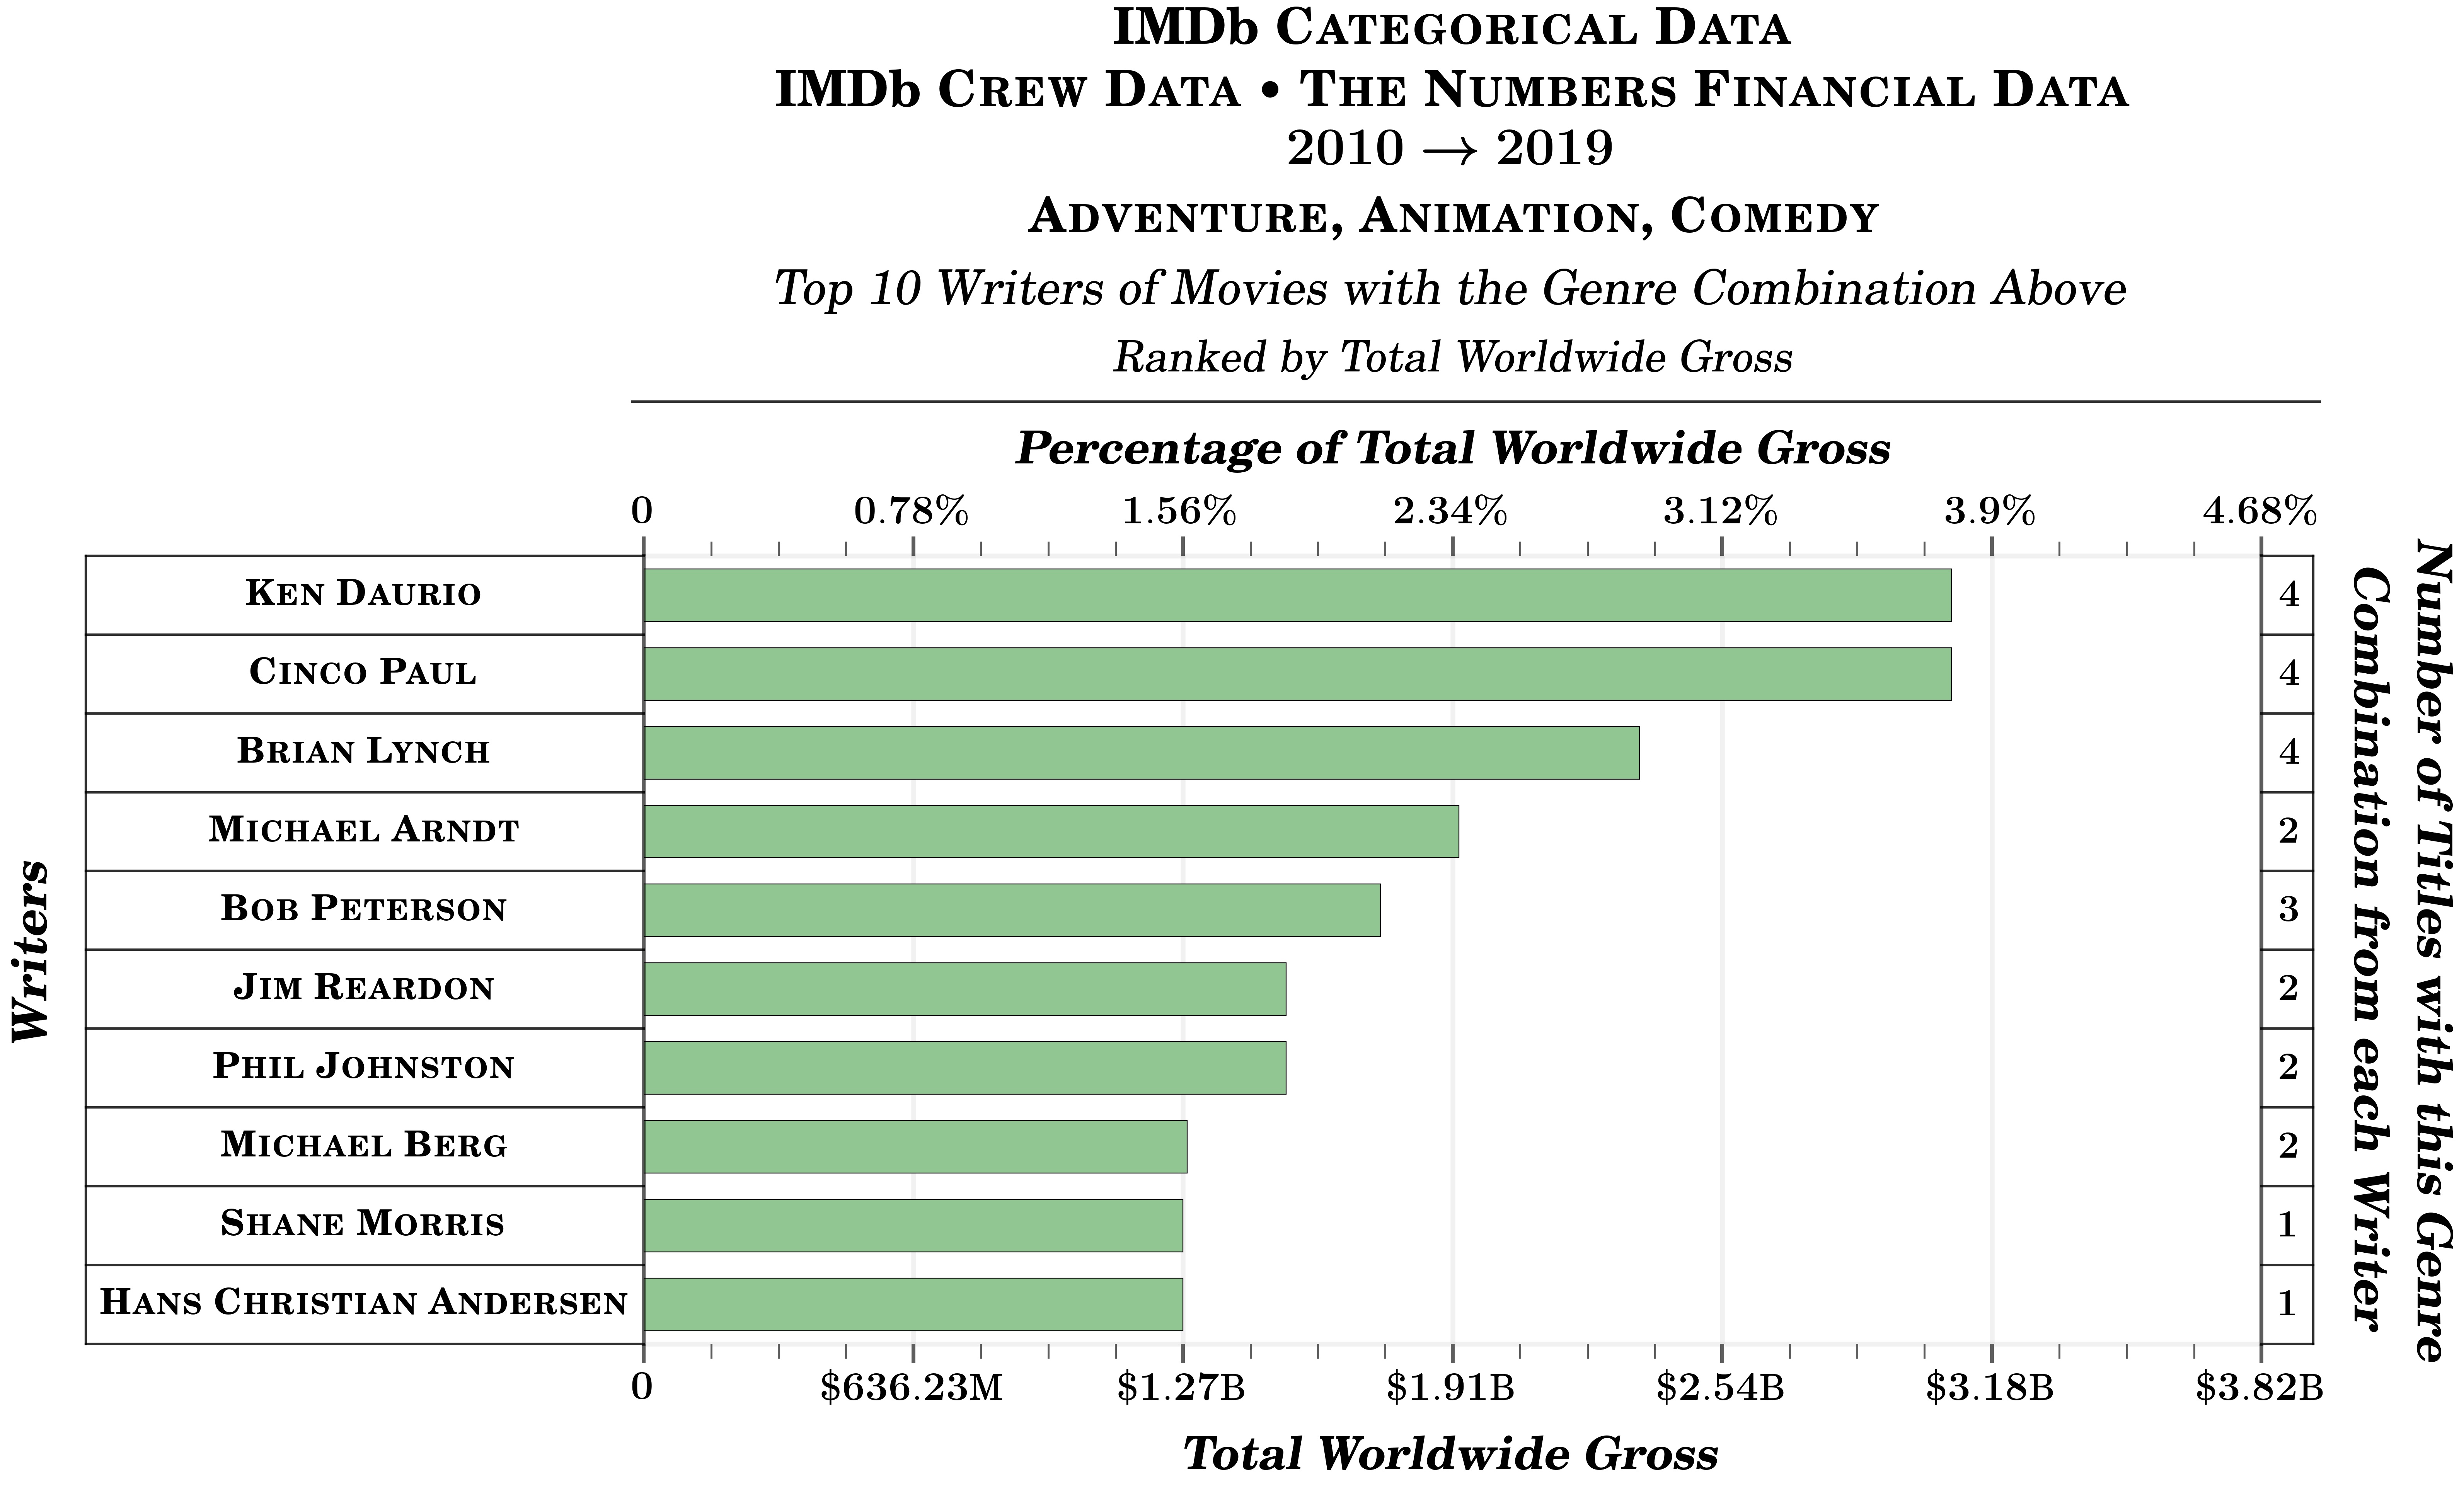 IMDb Categorical Data
IMDb Crew Data • The Numbers Financial Data
2010 → 2019
Adventure, Animation, Comedy
Top 10 Writers of Movies with the Genre Combination Above
Ranked by Total Worldwide Gross
Percentage of Total Worldwide Gross
0 0.78% 1.56% 2.34% 3.12% 3.9% 4.68%
Writers
Ken Daurio 4
Cinco Paul 4
Brian Lynch 4
Michael Arndt 2
Bob Peterson 3
Jim Reardon 2
Phil Johnston 2
Michael Berg 2
Shane Morris 1
Hans Christian Andersen 1
Number of Titles with this Genre
Combination from each Writer
0 $636.23M $1.27B $1.91B $2.54B $3.18B $3.82B
Total Worldwide Gross